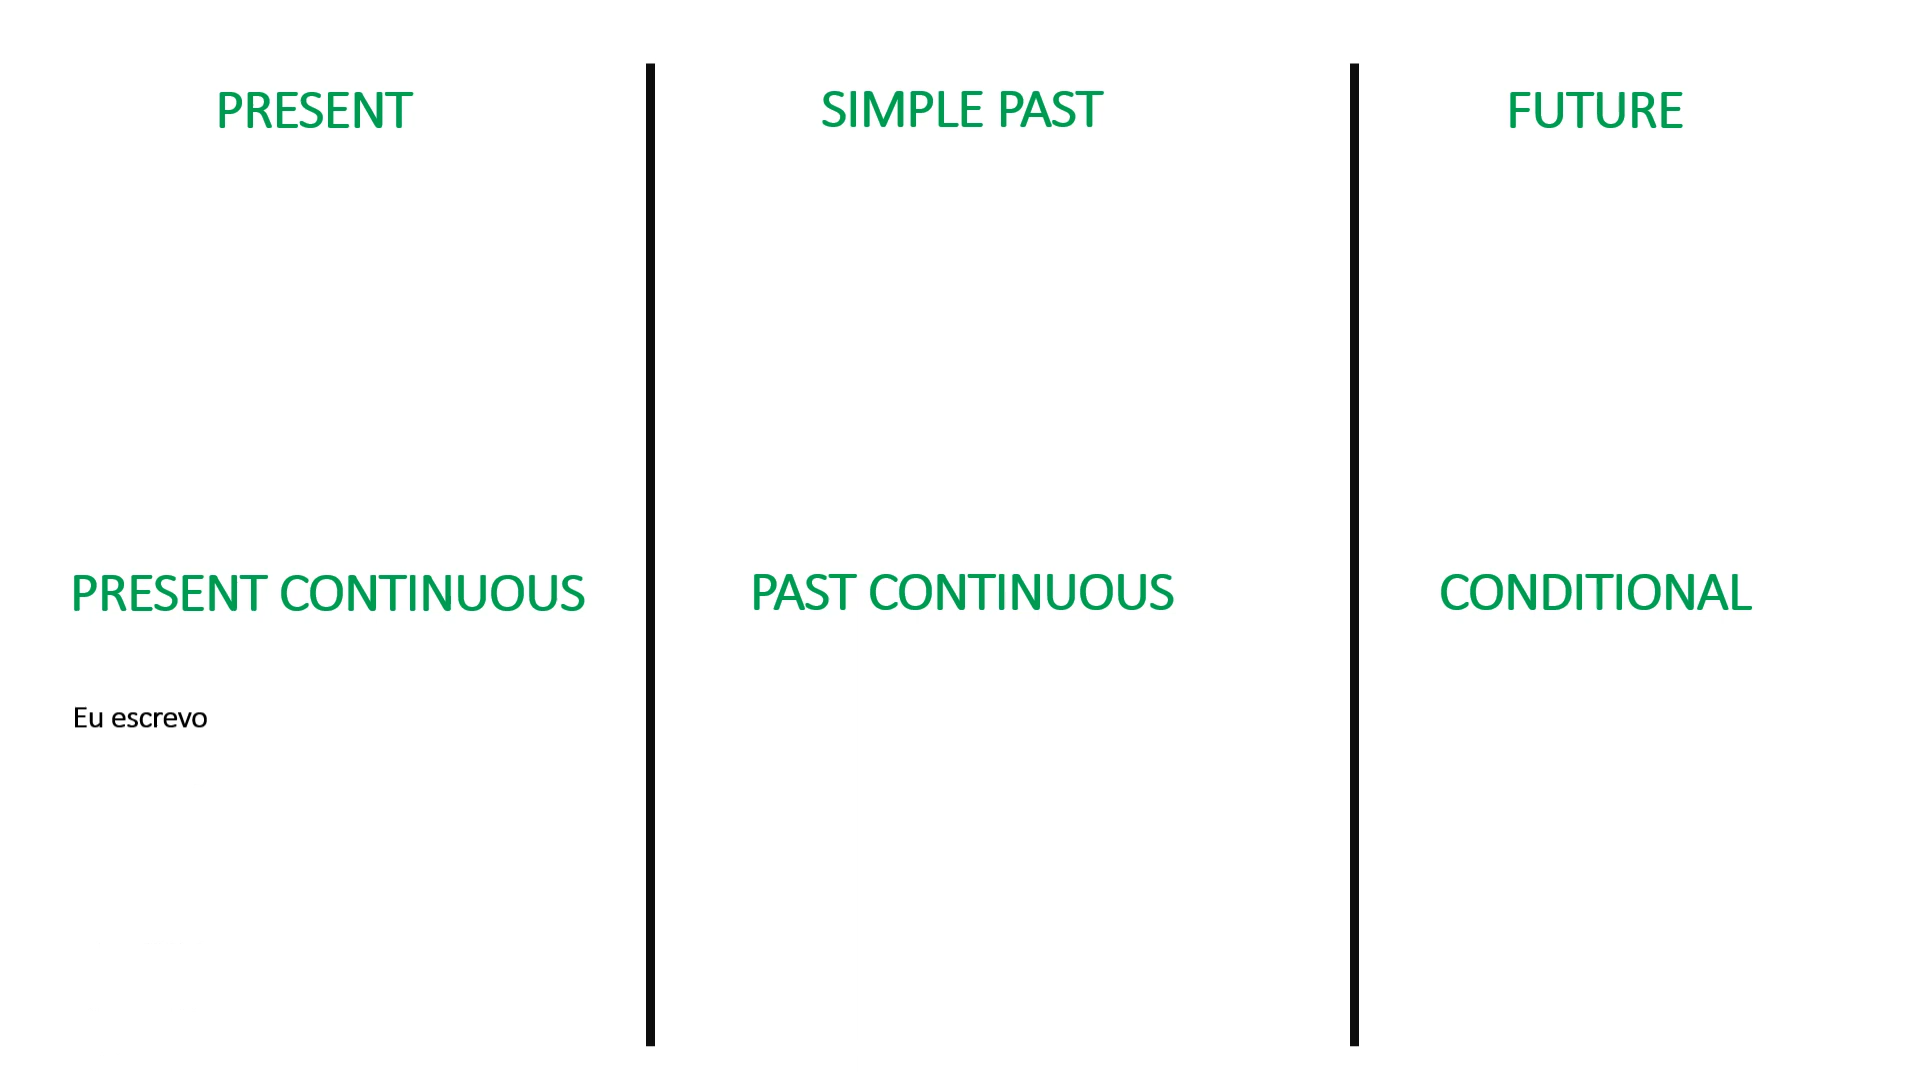 PRESENT
SIMPLE PAST
FUTURE
PRESENT CONTINUOUS
PAST CONTINUOUS
CONDITIONAL
Eu escrevo